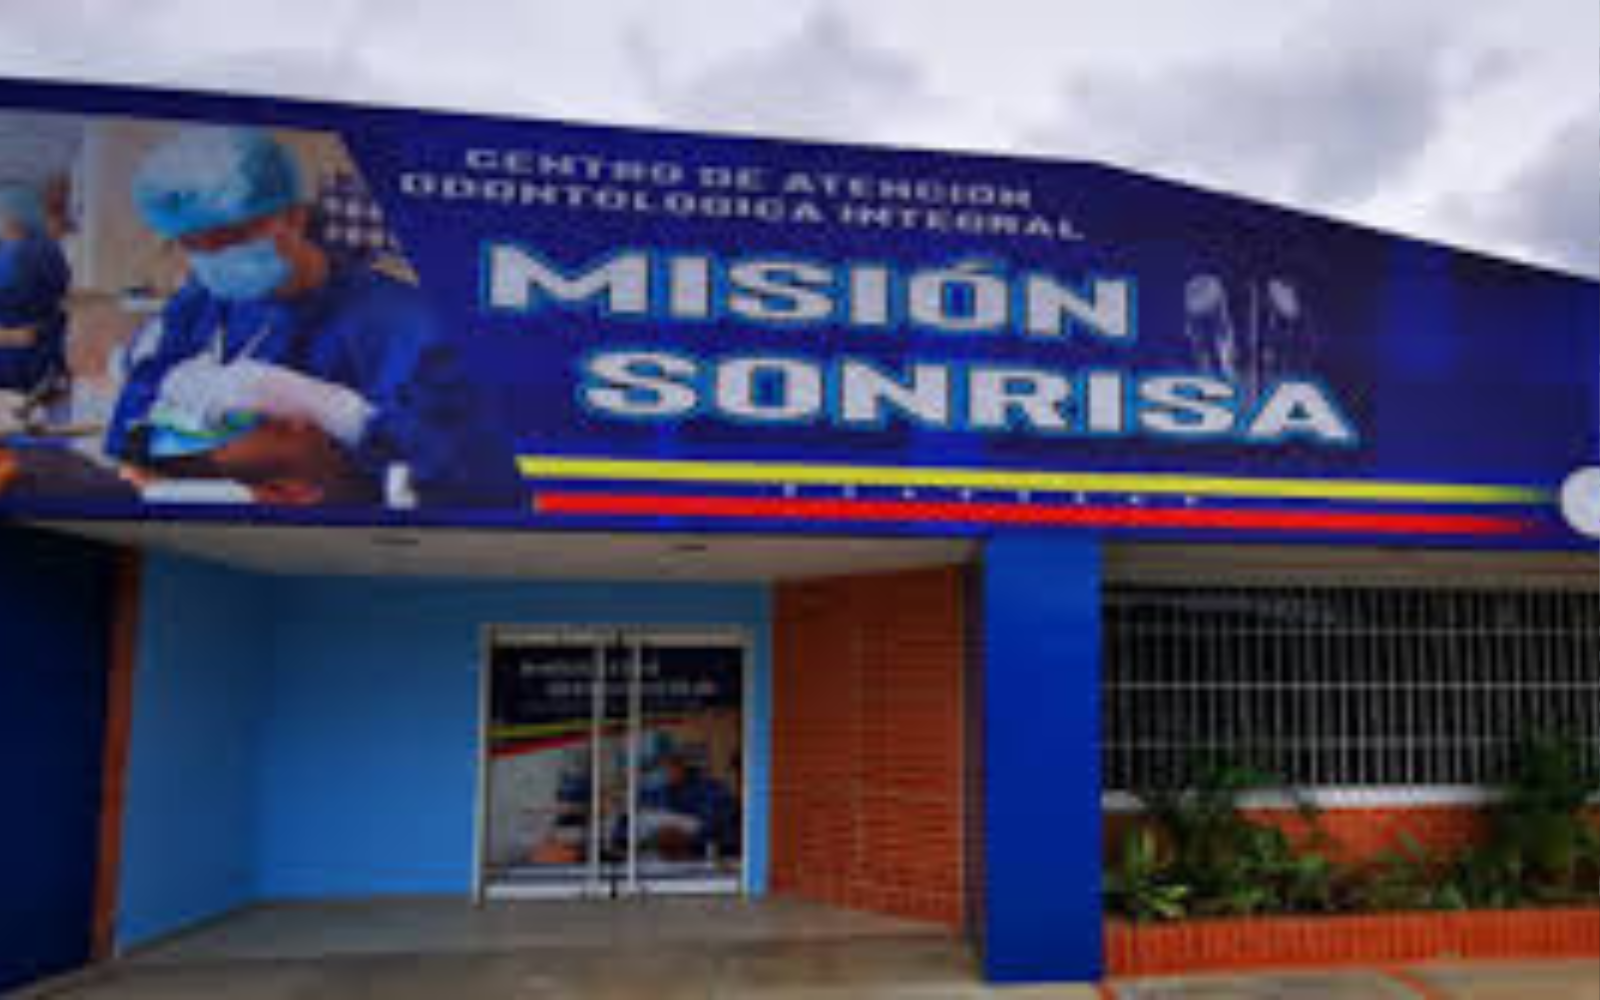 CENTRO DE ATENCION
ODONTOLOGICA INTEGRAL
MISIÓN
SONRISA